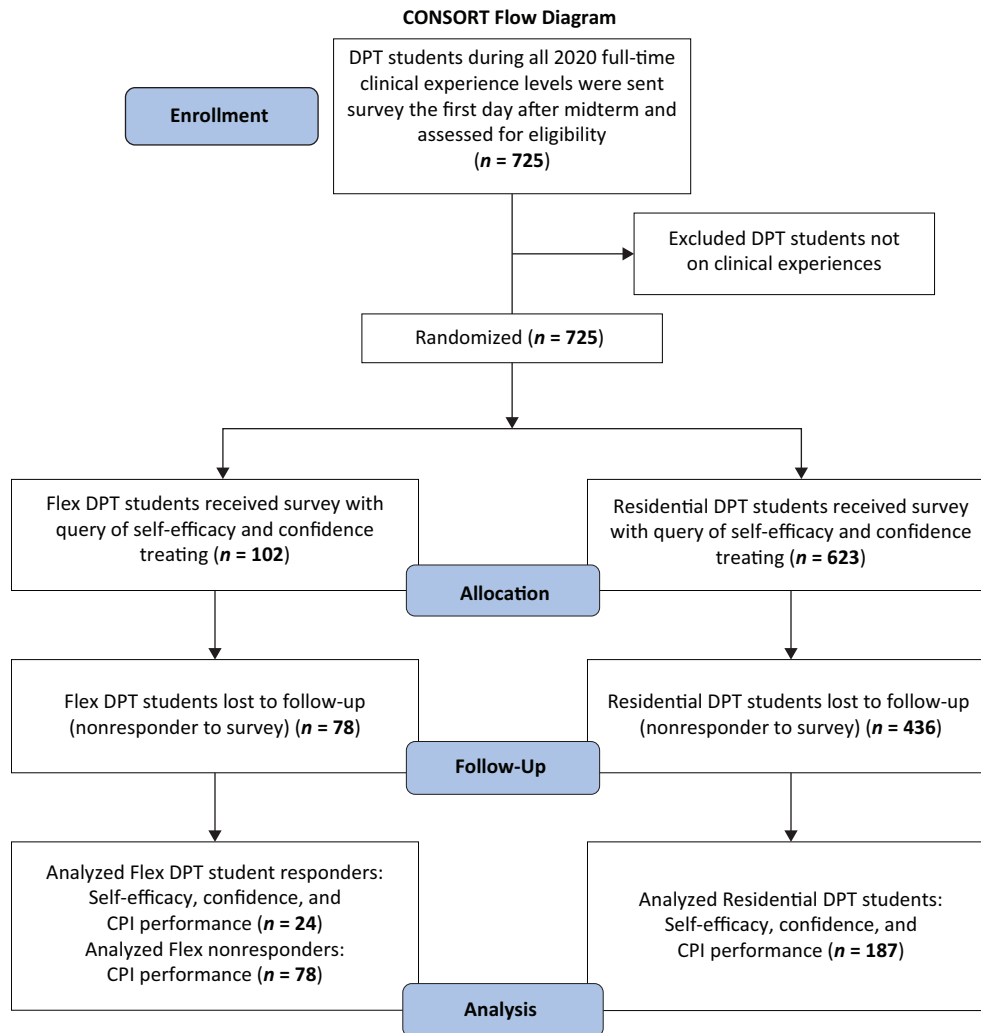 CONSORT Flow Diagram
DPT students during all 2020 full-time
clinical experience levels were sent
survey the first day after midterm and
assessed for eligibility
(n = 725)
Enrollment
Excluded DPT students not
on clinical experiences
Randomized (n = 725)
Flex DPT students received survey with
query of self-efficacy and confidence
treating (n = 102)
Residential DPT students received survey
with query of self-efficacy and confidence
treating (n = 623)
Allocation
Flex DPT students lost to follow-up
(nonresponder to survey) (n = 78)
Residential DPT students lost to follow-up
(nonresponder to survey) (n = 436)
Follow-Up
Analyzed Flex DPT student responders:
Self-efficacy, confidence, and
CPI performance (n = 24)
Analyzed Flex nonresponders:
CPI performance (n = 78)
Analyzed Residential DPT students:
Self-efficacy, confidence, and
CPI performance (n = 187)
Analysis